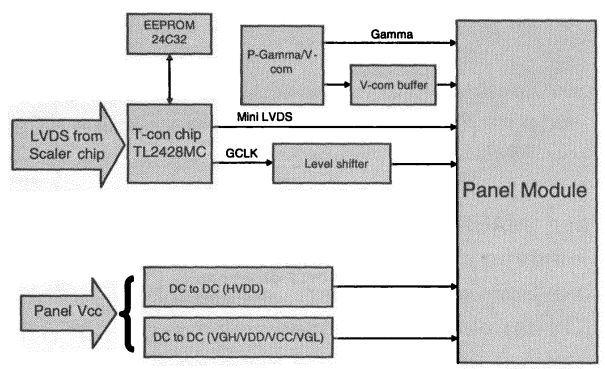 EEPROM
24C32
P-Gamma/V-
com
Gamma
V-com buffer
LVDS from
Scaler chip
T-con chip
TL2428MC
Mini LVDS
GCLK
Level shifter
Panel Module
Panel Vcc
DC to DC (HVDD)
DC to DC (VGH/VDD/VCC/VGL)